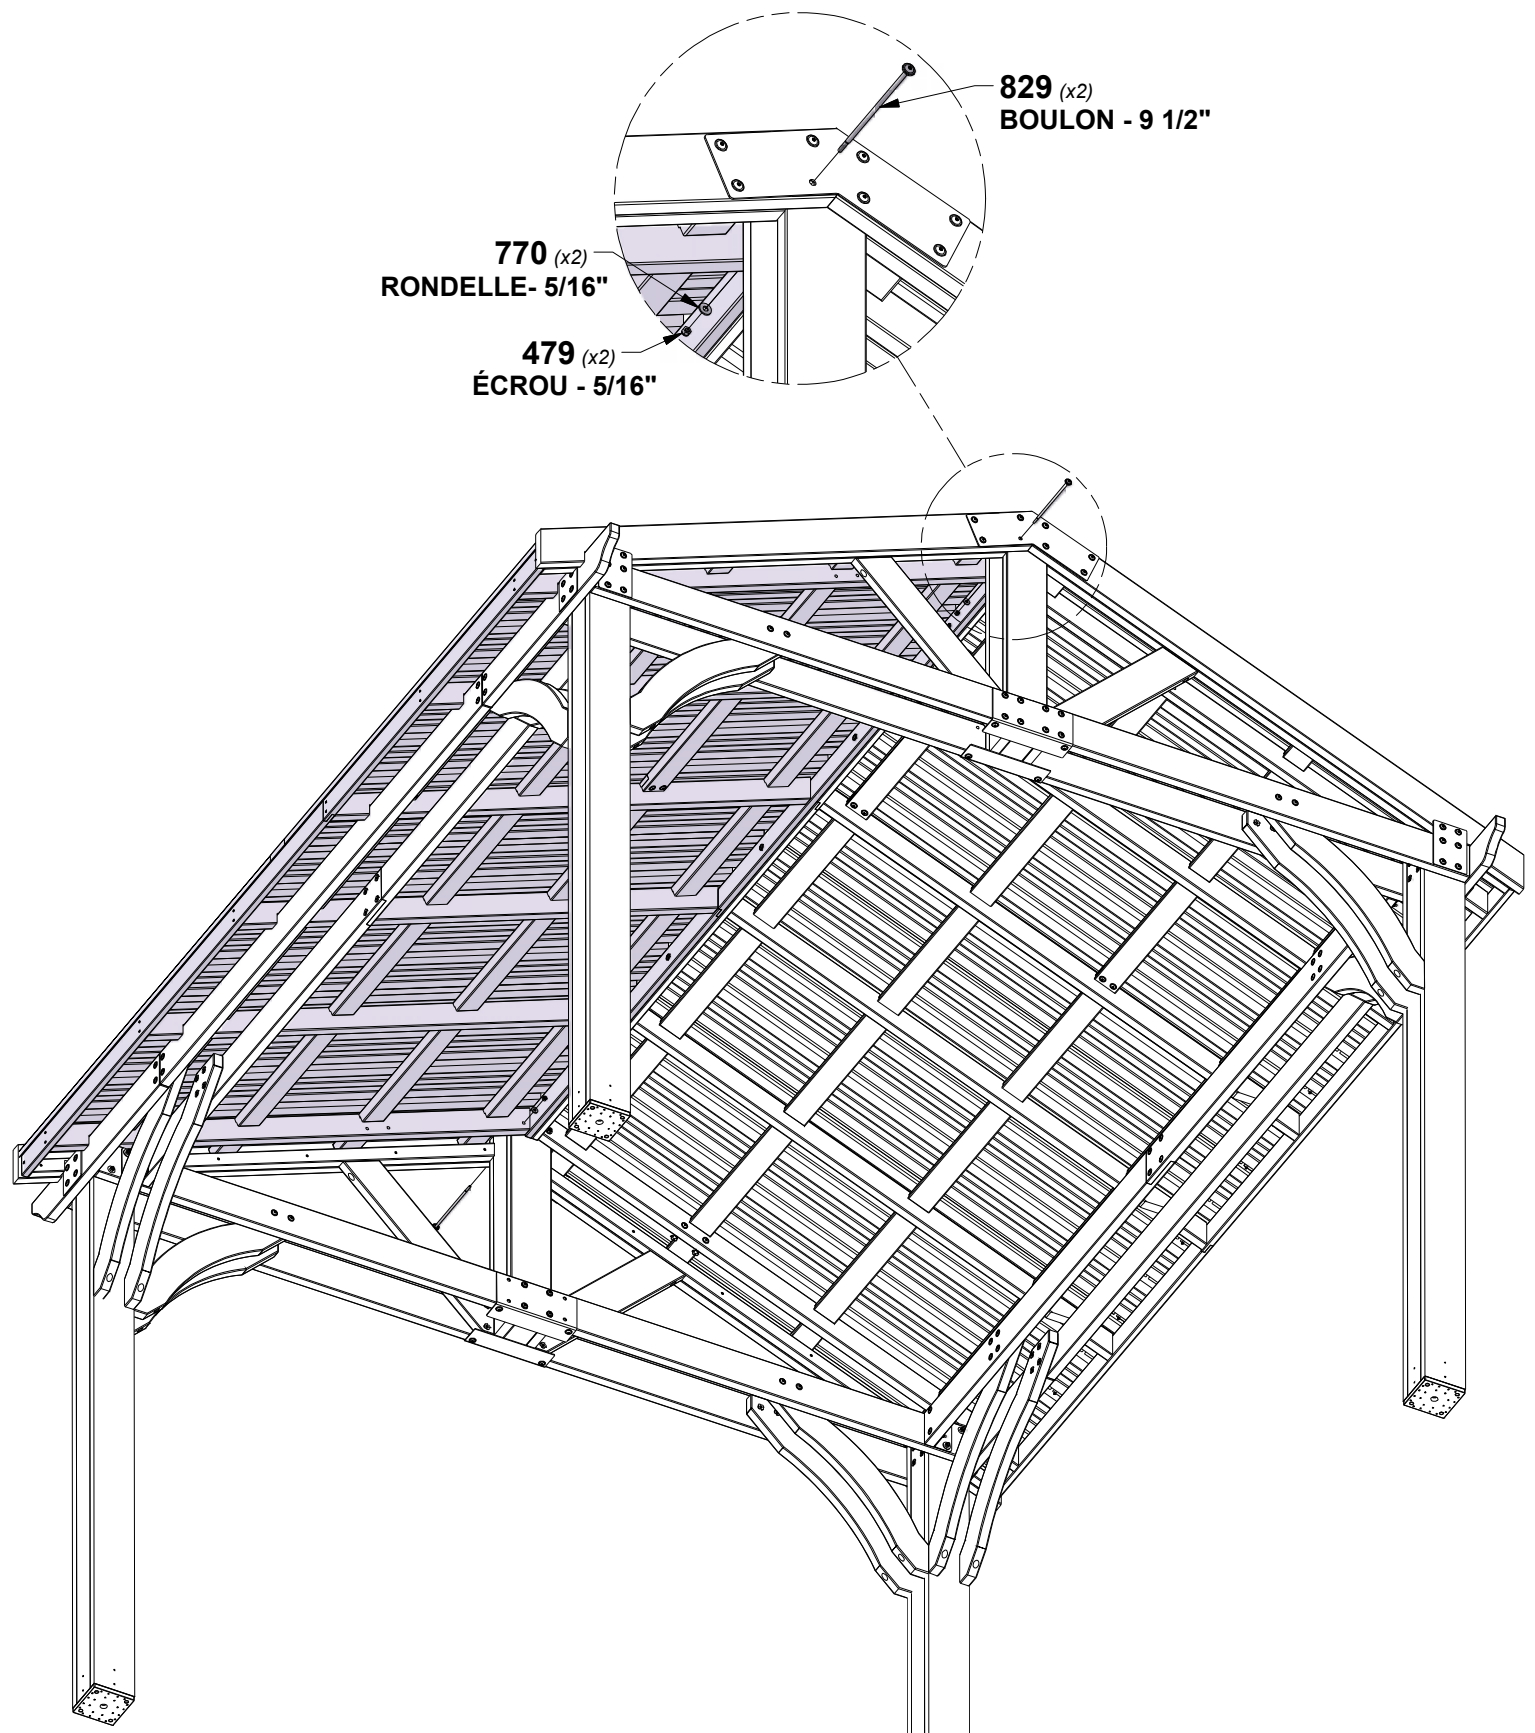 829 (x2)
BOULON - 9 1/2"
770 (x2)
RONDELLE- 5/16"
479 (x2)
ÉCROU - 5/16"